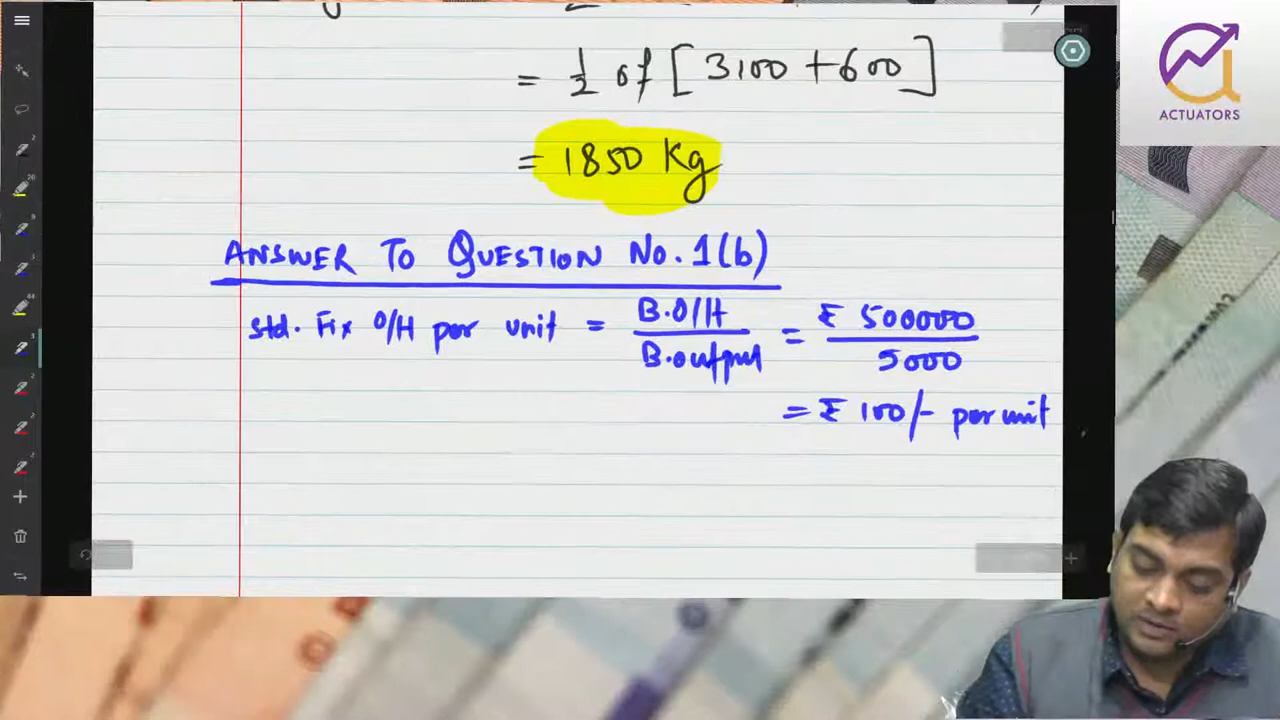 = 1/2 of [3100 + 600]
= 1850 Kg
ANSWER TO QUESTION NO. 1(b)
Std. Fix O/H per unit = B.O/H / B.output = ₹ 500000 / 5000
= ₹ 100/- per unit
ACTUATORS